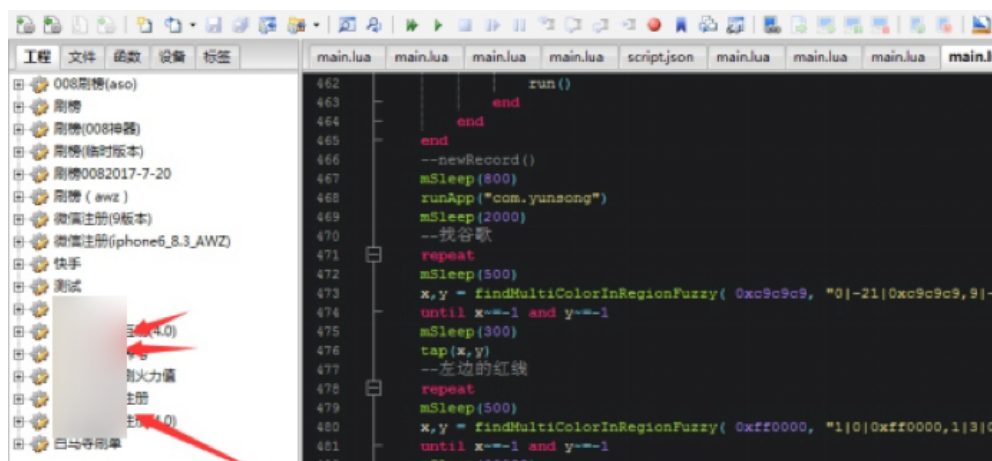 工程 文件 函数 设备 标签
main.lua main.lua main.lua main.lua script.json main.lua main.lua main.lua main.l
008刷榜(aso)
刷榜
刷榜(008神器)
刷榜(临时版本)
刷榜0082017-7-20
刷榜 ( awz )
微信注册(9版本)
微信注册(iphone6_8.3_AWZ)
快手
测试
(4.0)
刷火力值
注册
白马寺刷单
462 run()
463 end
464 end
465 end
466 --newRecord()
467 mSleep(800)
468 runApp("com.yunsong")
469 mSleep(2000)
470 --找谷歌
471 repeat
472 mSleep(500)
473 x,y = findMultiColorInRegionFuzzy( 0xc9c9c9, "0|-21|0xc9c9c9,9|-
474 until x~=-1 and y~=-1
475 mSleep(300)
476 tap(x,y)
477 --左边的红线
478 repeat
479 mSleep(500)
480 x,y = findMultiColorInRegionFuzzy( 0xff0000, "1|0|0xff0000,1|3|0
481 until x~=-1 and y~=-1